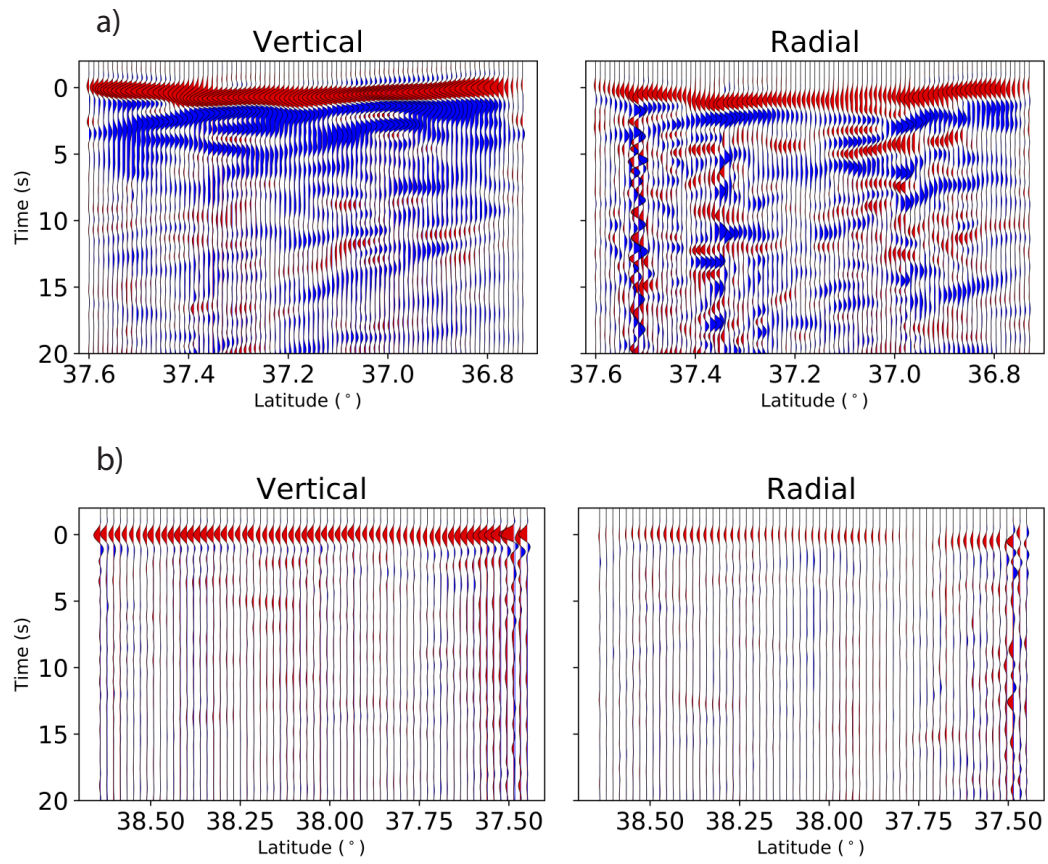 a)
Vertical
Radial
Time (s)
0
5
10
15
20
37.6 37.4 37.2 37.0 36.8
Latitude (°)
37.6 37.4 37.2 37.0 36.8
Latitude (°)
b)
Vertical
Radial
Time (s)
0
5
10
15
20
38.50 38.25 38.00 37.75 37.50
Latitude (°)
38.50 38.25 38.00 37.75 37.50
Latitude (°)